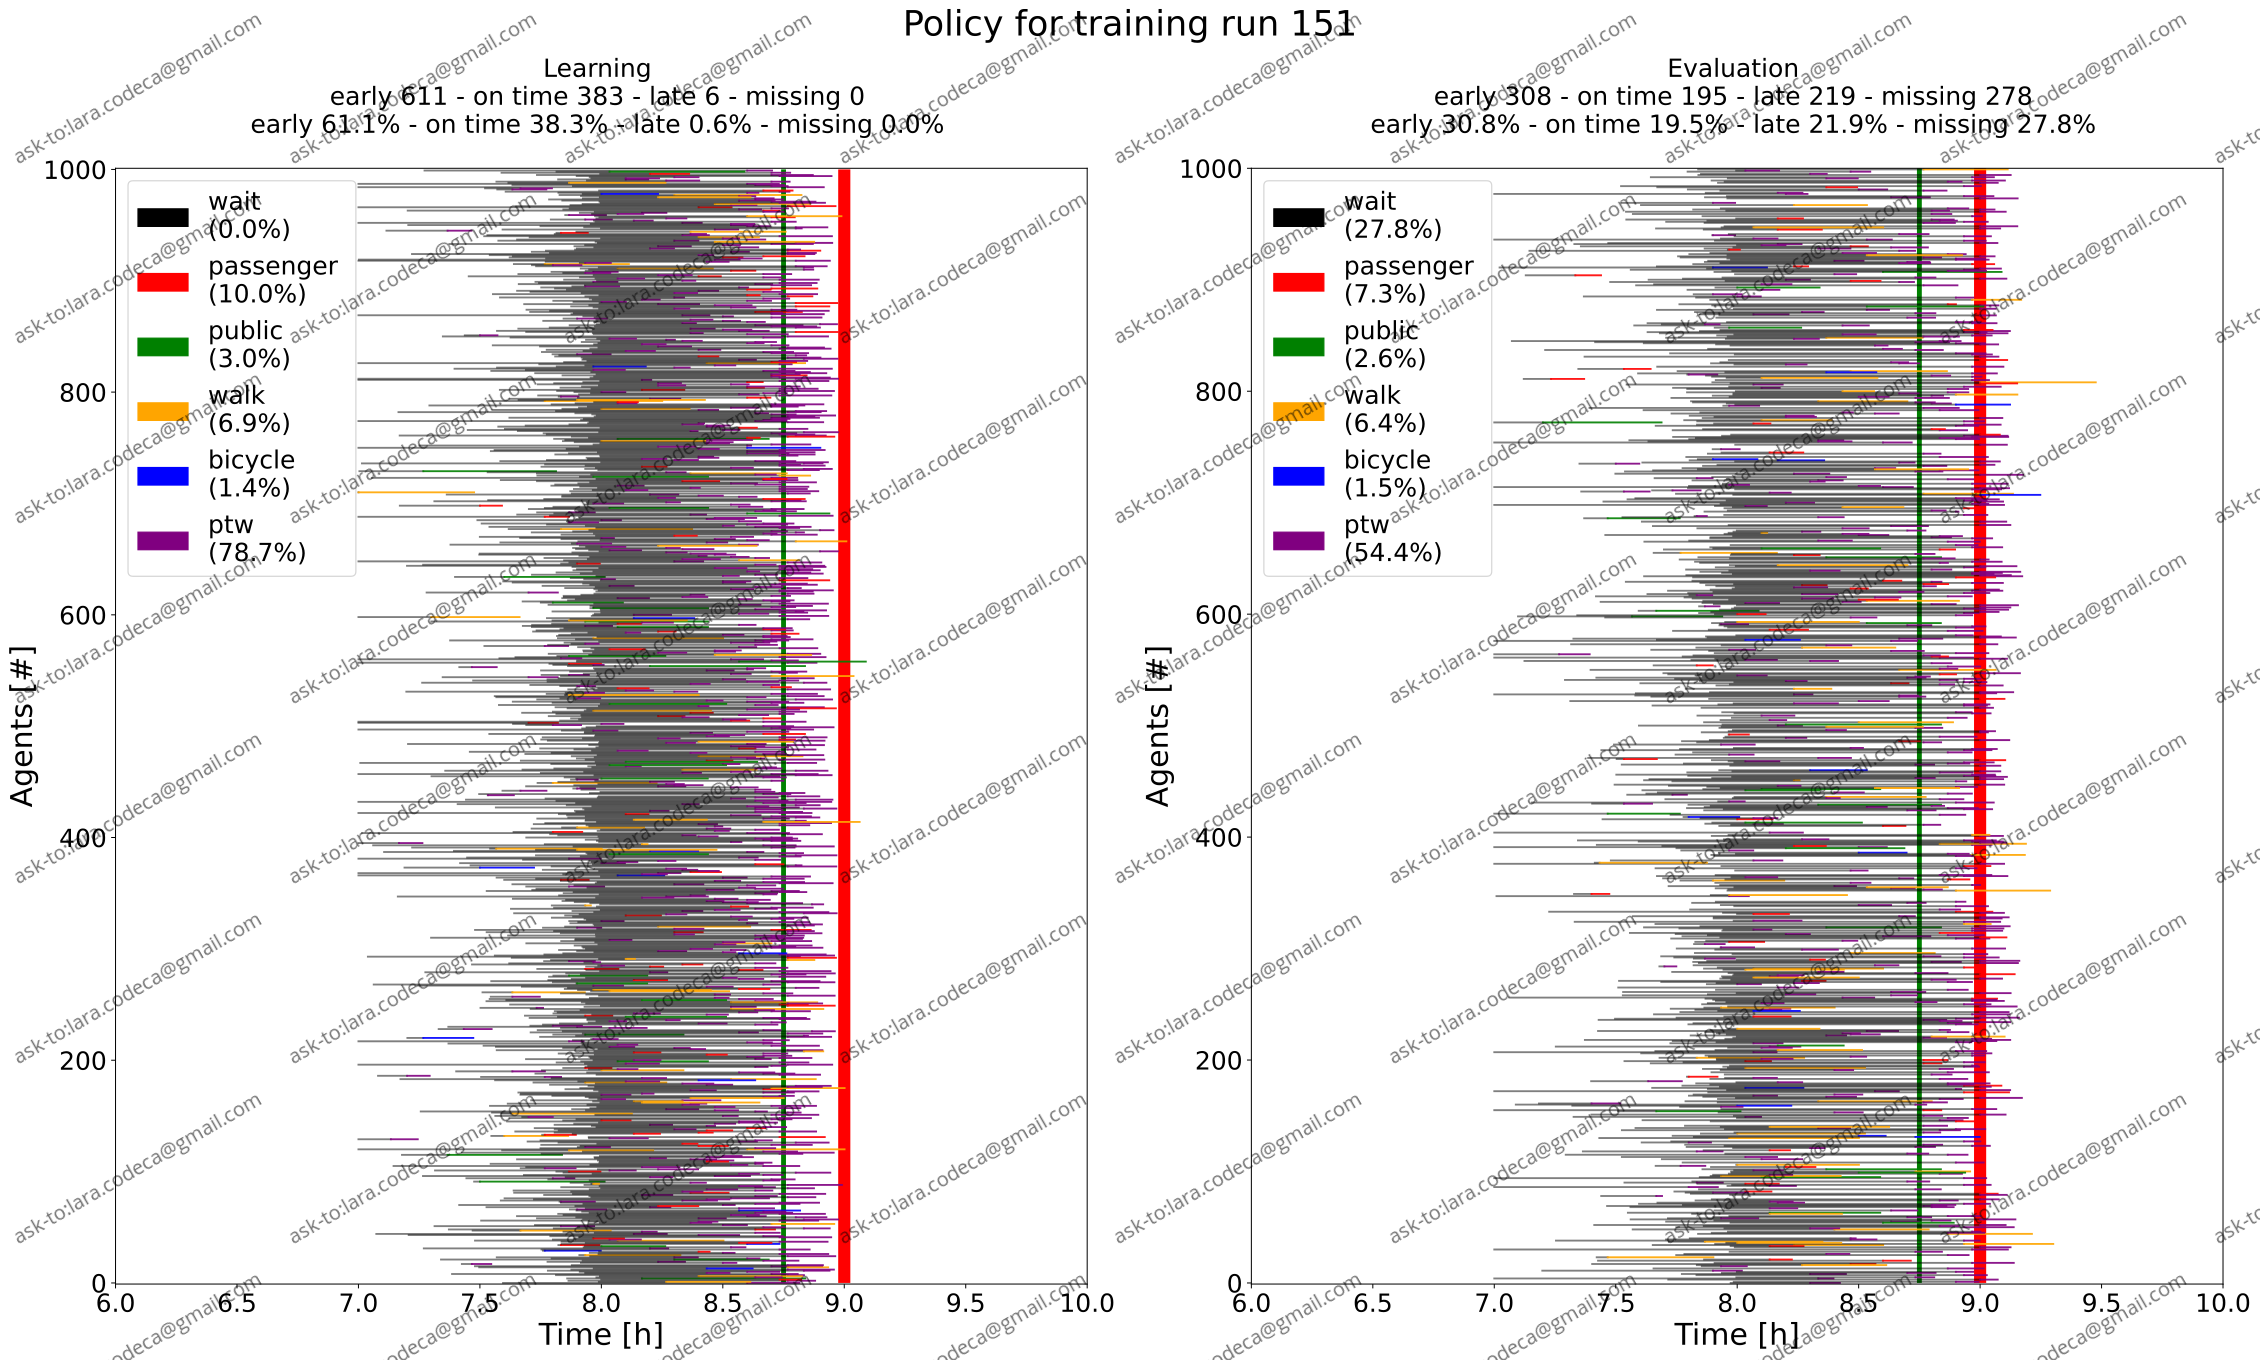 Policy for training run 151
Learning
early 611 - on time 383 - late 6 - missing 0
early 61.1% - on time 38.3% - late 0.6% - missing 0.0%
1000
800
600
400
200
0
Agents [#]
wait
(0.0%)
passenger
(10.0%)
public
(3.0%)
walk
(6.9%)
bicycle
(1.4%)
ptw
(78.7%)
6.0 6.5 7.0 7.5 8.0 8.5 9.0 9.5 10.0
Time [h]
Evaluation
early 308 - on time 195 - late 219 - missing 278
early 30.8% - on time 19.5% - late 21.9% - missing 27.8%
1000
800
600
400
200
0
Agents [#]
wait
(27.8%)
passenger
(7.3%)
public
(2.6%)
walk
(6.4%)
bicycle
(1.5%)
ptw
(54.4%)
6.0 6.5 7.0 7.5 8.0 8.5 9.0 9.5 10.0
Time [h]
ask-to:lara.codeca@gmail.com